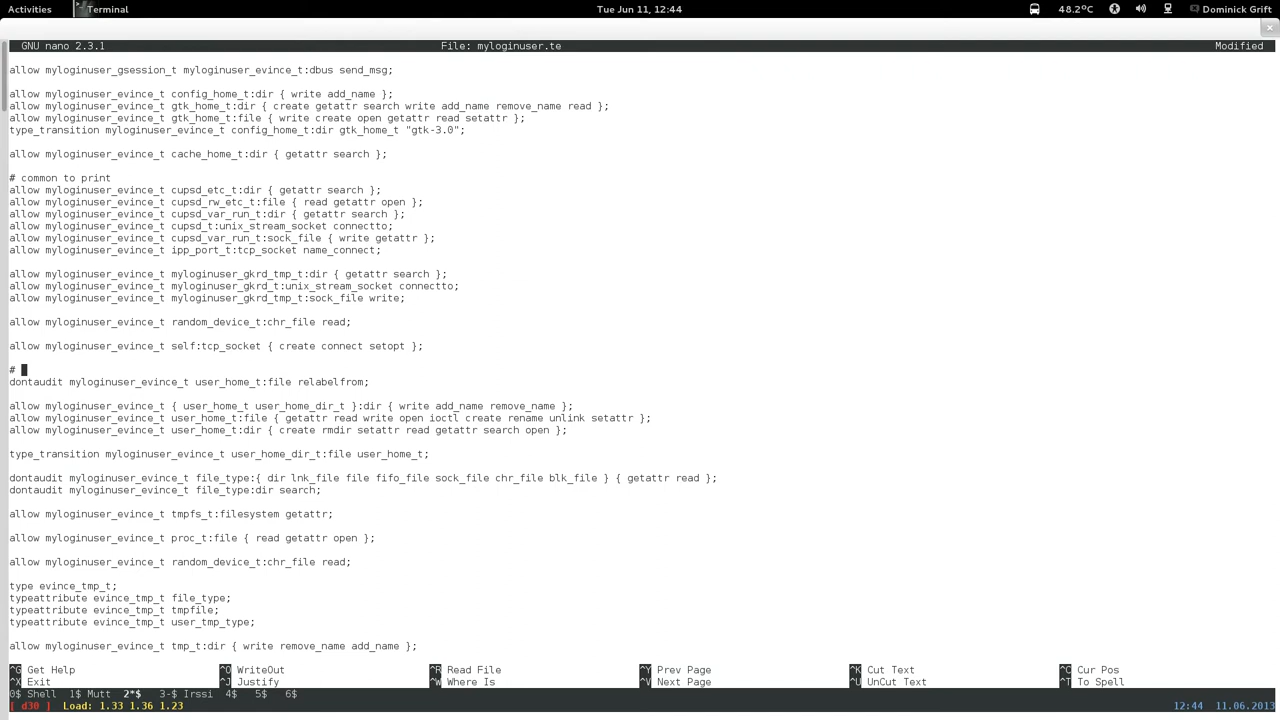 Activities Terminal Tue Jun 11, 12:44 48.2°C Dominick Grift
GNU nano 2.3.1 File: myloginuser.te Modified
allow myloginuser_gsession_t myloginuser_evince_t:dbus send_msg;
allow myloginuser_evince_t config_home_t:dir { write add_name };
allow myloginuser_evince_t gtk_home_t:dir { create getattr search write add_name remove_name read };
allow myloginuser_evince_t gtk_home_t:file { write create open getattr read setattr };
type_transition myloginuser_evince_t config_home_t:dir gtk_home_t "gtk-3.0";
allow myloginuser_evince_t cache_home_t:dir { getattr search };
# common to print
allow myloginuser_evince_t cupsd_etc_t:dir { getattr search };
allow myloginuser_evince_t cupsd_rw_etc_t:file { read getattr open };
allow myloginuser_evince_t cupsd_var_run_t:dir { getattr search };
allow myloginuser_evince_t cupsd_t:unix_stream_socket connectto;
allow myloginuser_evince_t cupsd_var_run_t:sock_file { write getattr };
allow myloginuser_evince_t ipp_port_t:tcp_socket name_connect;
allow myloginuser_evince_t myloginuser_gkrd_tmp_t:dir { getattr search };
allow myloginuser_evince_t myloginuser_gkrd_t:unix_stream_socket connectto;
allow myloginuser_evince_t myloginuser_gkrd_tmp_t:sock_file write;
allow myloginuser_evince_t random_device_t:chr_file read;
allow myloginuser_evince_t self:tcp_socket { create connect setopt };
#
dontaudit myloginuser_evince_t user_home_t:file relabelfrom;
allow myloginuser_evince_t { user_home_t user_home_dir_t }:dir { write add_name remove_name };
allow myloginuser_evince_t user_home_t:file { getattr read write open ioctl create rename unlink setattr };
allow myloginuser_evince_t user_home_t:dir { create rmdir setattr read getattr search open };
type_transition myloginuser_evince_t user_home_dir_t:file user_home_t;
dontaudit myloginuser_evince_t file_type:{ dir lnk_file file fifo_file sock_file chr_file blk_file } { getattr read };
dontaudit myloginuser_evince_t file_type:dir search;
allow myloginuser_evince_t tmpfs_t:filesystem getattr;
allow myloginuser_evince_t proc_t:file { read getattr open };
allow myloginuser_evince_t random_device_t:chr_file read;
type evince_tmp_t;
typeattribute evince_tmp_t file_type;
typeattribute evince_tmp_t tmpfile;
typeattribute evince_tmp_t user_tmp_type;
allow myloginuser_evince_t tmp_t:dir { write remove_name add_name };
^G Get Help ^O WriteOut ^R Read File ^Y Prev Page ^K Cut Text ^C Cur Pos
^X Exit ^J Justify ^W Where Is ^V Next Page ^U UnCut Text ^T To Spell
0$ Shell 1$ Mutt 2*$ 3-$ Irssi 4$ 5$ 6$
[ d30 ] Load: 1.33 1.36 1.23 12:44 11.06.2013